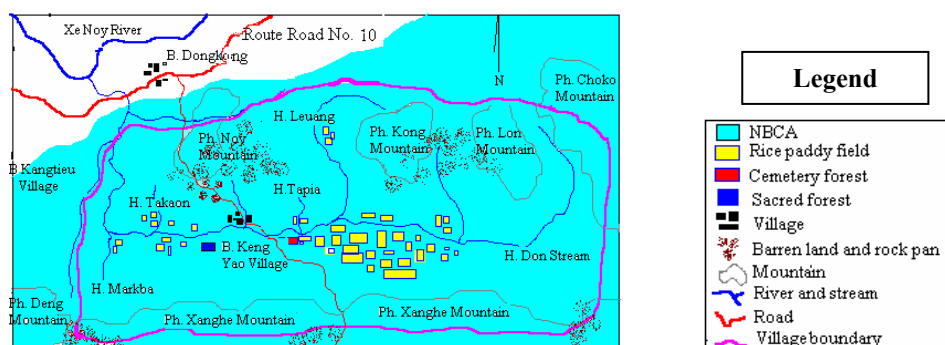 Xe Noy River
Route Road No. 10
B. Dongkong
N
Ph. Choko
Mountain
H. Leuang
Ph. Noy
Mountain
Ph. Kong
Mountain
Ph. Lon
Mountain
B Kangtieu
Village
H. Takaon
H.Tapia
B. Keng
Yao Village
H. Don Stream
H. Markba
Ph. Deng
Mountain
Ph. Xanghe Mountain
Ph. Xanghe Mountain
Legend
NBCA
Rice paddy field
Cemetery forest
Sacred forest
Village
Barren land and rock pan
Mountain
River and stream
Road
Village boundary